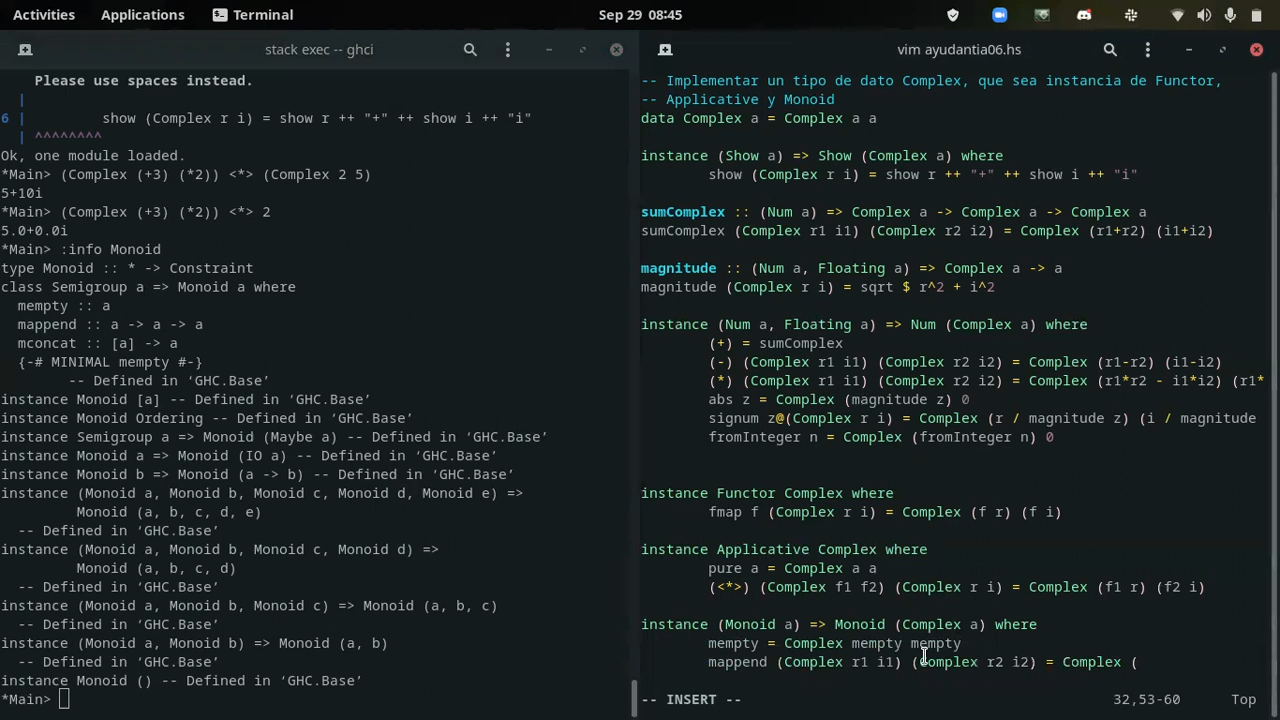 Activities Applications Terminal Sep 29 08:45
stack exec -- ghci
Please use spaces instead.
|
6 | show (Complex r i) = show r ++ "+" ++ show i ++ "i"
| ^^^^^^^^
Ok, one module loaded.
*Main> (Complex (+3) (*2)) <*> (Complex 2 5)
5+10i
*Main> (Complex (+3) (*2)) <*> 2
5.0+0.0i
*Main> :info Monoid
type Monoid :: * -> Constraint
class Semigroup a => Monoid a where
mempty :: a
mappend :: a -> a -> a
mconcat :: [a] -> a
{-# MINIMAL mempty #-}
-- Defined in ‘GHC.Base’
instance Monoid [a] -- Defined in ‘GHC.Base’
instance Monoid Ordering -- Defined in ‘GHC.Base’
instance Semigroup a => Monoid (Maybe a) -- Defined in ‘GHC.Base’
instance Monoid a => Monoid (IO a) -- Defined in ‘GHC.Base’
instance Monoid b => Monoid (a -> b) -- Defined in ‘GHC.Base’
instance (Monoid a, Monoid b, Monoid c, Monoid d, Monoid e) =>
Monoid (a, b, c, d, e)
-- Defined in ‘GHC.Base’
instance (Monoid a, Monoid b, Monoid c, Monoid d) =>
Monoid (a, b, c, d)
-- Defined in ‘GHC.Base’
instance (Monoid a, Monoid b, Monoid c) => Monoid (a, b, c)
-- Defined in ‘GHC.Base’
instance (Monoid a, Monoid b) => Monoid (a, b)
-- Defined in ‘GHC.Base’
instance Monoid () -- Defined in ‘GHC.Base’
*Main>
vim ayudantia06.hs
-- Implementar un tipo de dato Complex, que sea instancia de Functor,
-- Applicative y Monoid
data Complex a = Complex a a
instance (Show a) => Show (Complex a) where
show (Complex r i) = show r ++ "+" ++ show i ++ "i"
sumComplex :: (Num a) => Complex a -> Complex a -> Complex a
sumComplex (Complex r1 i1) (Complex r2 i2) = Complex (r1+r2) (i1+i2)
magnitude :: (Num a, Floating a) => Complex a -> a
magnitude (Complex r i) = sqrt $ r^2 + i^2
instance (Num a, Floating a) => Num (Complex a) where
(+) = sumComplex
(-) (Complex r1 i1) (Complex r2 i2) = Complex (r1-r2) (i1-i2)
(*) (Complex r1 i1) (Complex r2 i2) = Complex (r1*r2 - i1*i2) (r1*
abs z = Complex (magnitude z) 0
signum z@(Complex r i) = Complex (r / magnitude z) (i / magnitude
fromInteger n = Complex (fromInteger n) 0
instance Functor Complex where
fmap f (Complex r i) = Complex (f r) (f i)
instance Applicative Complex where
pure a = Complex a a
(<*>) (Complex f1 f2) (Complex r i) = Complex (f1 r) (f2 i)
instance (Monoid a) => Monoid (Complex a) where
mempty = Complex mempty mempty
mappend (Complex r1 i1) (Complex r2 i2) = Complex (
-- INSERT -- 32,53-60 Top